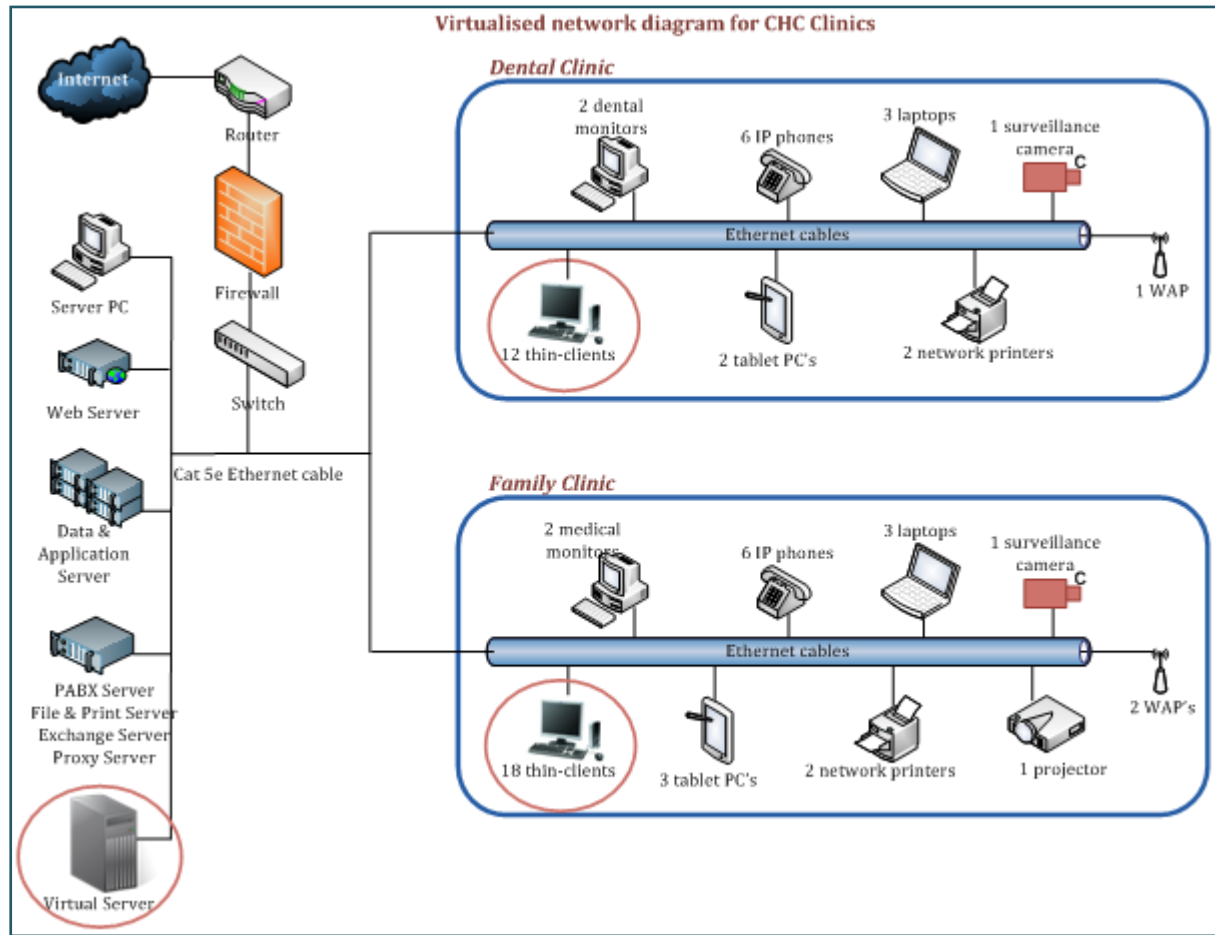 Virtualised network diagram for CHC Clinics
Internet
Router
Firewall
Server PC
Web Server
Switch
Cat 5e Ethernet cable
Data &
Application
Server
PABX Server
File & Print Server
Exchange Server
Proxy Server
Virtual Server
Dental Clinic
2 dental
monitors
6 IP phones
3 laptops
1 surveillance
camera
C
Ethernet cables
1 WAP
12 thin-clients
2 tablet PC's
2 network printers
Family Clinic
2 medical
monitors
6 IP phones
3 laptops
1 surveillance
camera
C
Ethernet cables
2 WAP's
18 thin-clients
3 tablet PC's
2 network printers
1 projector